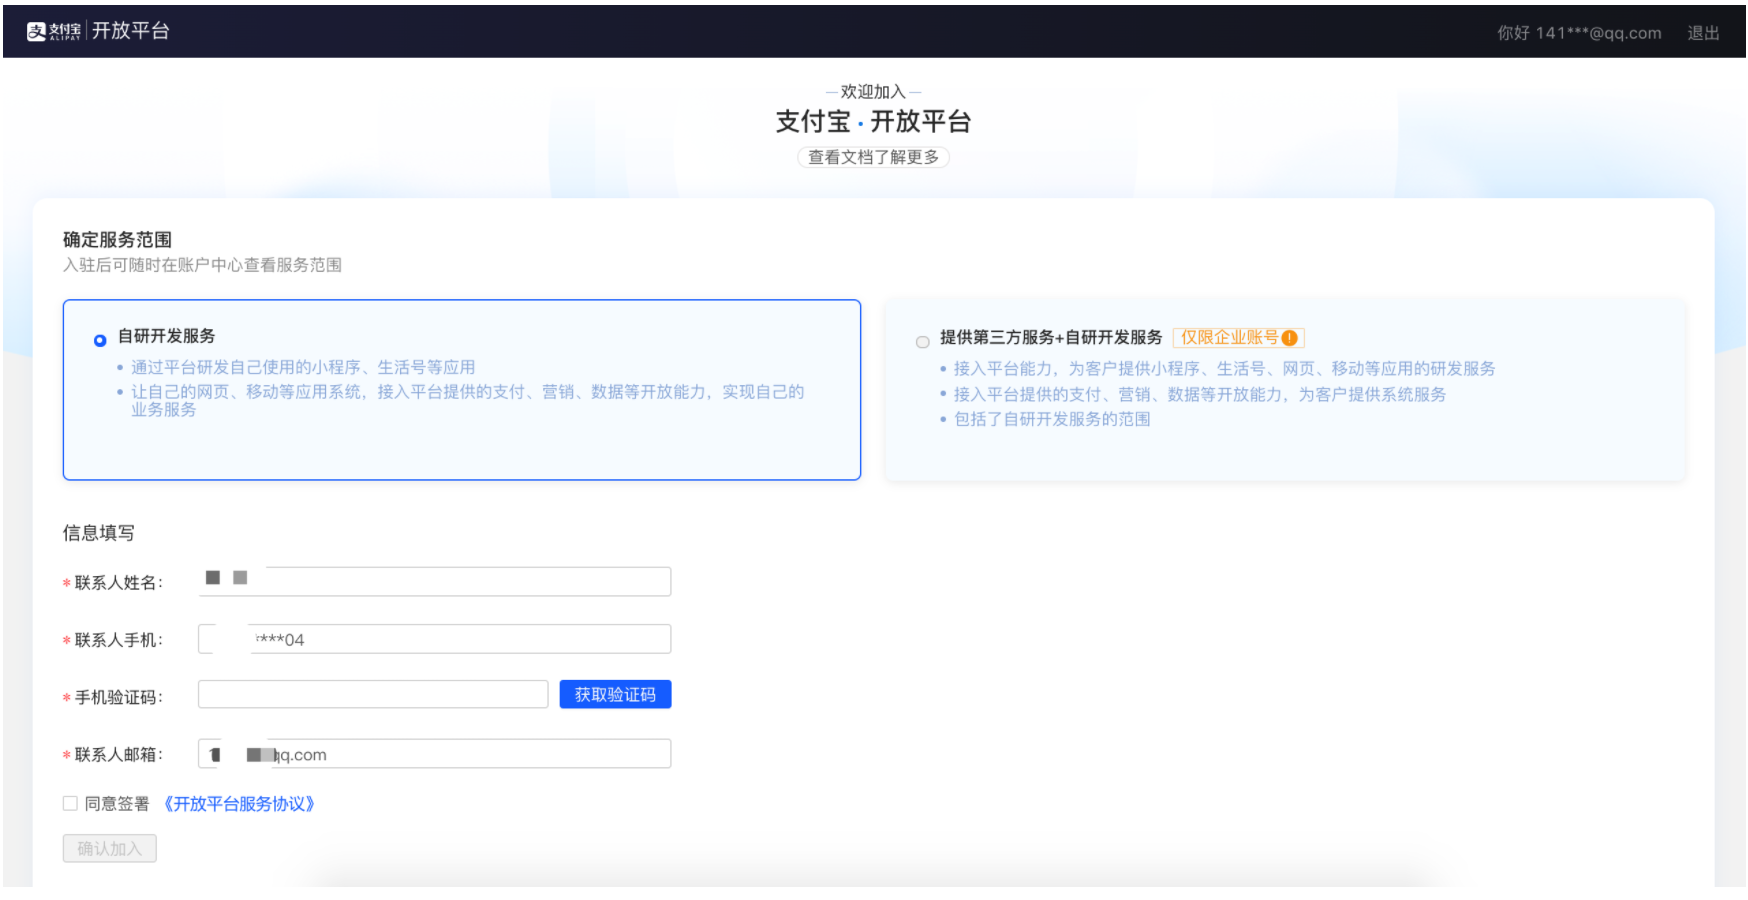 支付宝 ALIPAY 开放平台
你好 141***@qq.com 退出
欢迎加入
支付宝·开放平台
查看文档了解更多
确定服务范围
入驻后可随时在账户中心查看服务范围
自研开发服务
• 通过平台研发自己使用的小程序、生活号等应用
• 让自己的网页、移动等应用系统，接入平台提供的支付、营销、数据等开放能力，实现自己的
业务服务
提供第三方服务+自研开发服务 仅限企业账号
• 接入平台能力，为客户提供小程序、生活号、网页、移动等应用的研发服务
• 接入平台提供的支付、营销、数据等开放能力，为客户提供系统服务
• 包括了自研开发服务的范围
信息填写
*联系人姓名：
*联系人手机： ****04
*手机验证码： 获取验证码
*联系人邮箱： qq.com
同意签署 《开放平台服务协议》
确认加入